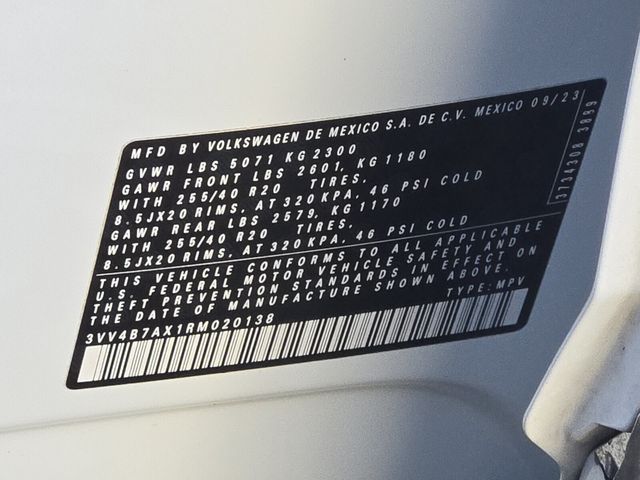 MFD BY VOLKSWAGEN DE MEXICO S.A. DE C.V. MEXICO 09/23
GVWR LBS 5071 KG 2300
GAWR FRONT LBS 2601, KG 1180
WITH 255/40 R20 TIRES,
8.5JX20 RIMS, AT 320 KPA, 46 PSI COLD
GAWR REAR LBS 2579, KG 1170
WITH 255/40 R20 TIRES,
8.5JX20 RIMS, AT 320 KPA, 46 PSI COLD
THIS VEHICLE CONFORMS TO ALL APPLICABLE
U.S. FEDERAL MOTOR VEHICLE SAFETY AND
THEFT PREVENTION STANDARDS IN EFFECT ON
THE DATE OF MANUFACTURE SHOWN ABOVE.
3VV4B7AX1RM020138 TYPE: MPV
3734308 3899